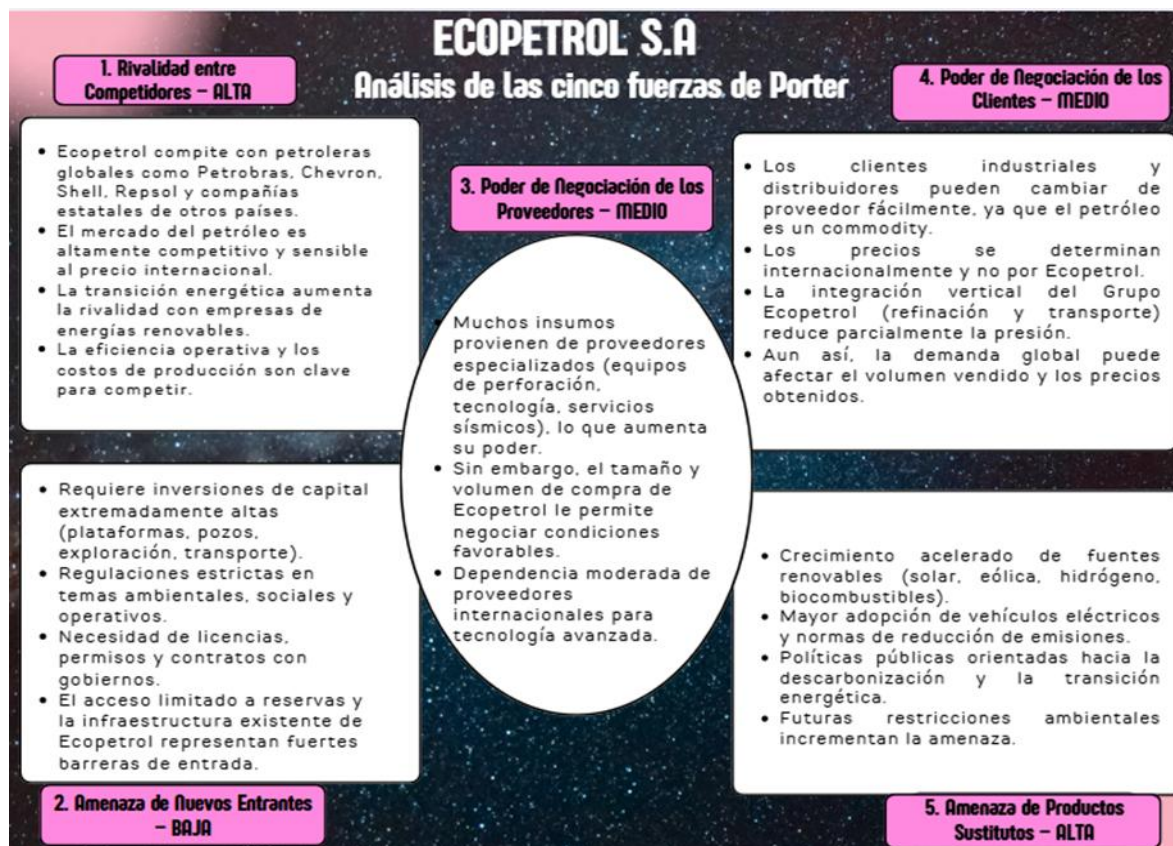 ECOPETROL S.A
Análisis de las cinco fuerzas de Porter
1. Rivalidad entre
Competidores – ALTA
• Ecopetrol compite con petroleras
globales como Petrobras, Chevron,
Shell, Repsol y compañías
estatales de otros países.
• El mercado del petróleo es
altamente competitivo y sensible
al precio internacional.
• La transición energética aumenta
la rivalidad con empresas de
energías renovables.
• La eficiencia operativa y los
costos de producción son clave
para competir.
• Requiere inversiones de capital
extremadamente altas
(plataformas, pozos,
exploración, transporte).
• Regulaciones estrictas en
temas ambientales, sociales y
operativos.
• Necesidad de licencias,
permisos y contratos con
gobiernos.
• El acceso limitado a reservas y
la infraestructura existente de
Ecopetrol representan fuertes
barreras de entrada.
2. Amenaza de Nuevos Entrantes
– BAJA
3. Poder de Negociación de los
Proveedores – MEDIO
• Muchos insumos
provienen de proveedores
especializados (equipos
de perforación,
tecnología, servicios
sísmicos), lo que aumenta
su poder.
• Sin embargo, el tamaño y
volumen de compra de
Ecopetrol le permite
negociar condiciones
favorables.
• Dependencia moderada de
proveedores
internacionales para
tecnología avanzada.
4. Poder de Negociación de los
Clientes – MEDIO
• Los clientes industriales y
distribuidores pueden cambiar de
proveedor fácilmente, ya que el petróleo
es un commodity.
• Los precios se determinan
internacionalmente y no por Ecopetrol.
• La integración vertical del Grupo
Ecopetrol (refinación y transporte)
reduce parcialmente la presión.
• Aun así, la demanda global puede
afectar el volumen vendido y los precios
obtenidos.
• Crecimiento acelerado de fuentes
renovables (solar, eólica, hidrógeno,
biocombustibles).
• Mayor adopción de vehículos eléctricos
y normas de reducción de emisiones.
• Políticas públicas orientadas hacia la
descarbonización y la transición
energética.
• Futuras restricciones ambientales
incrementan la amenaza.
5. Amenaza de Productos
Sustitutos – ALTA